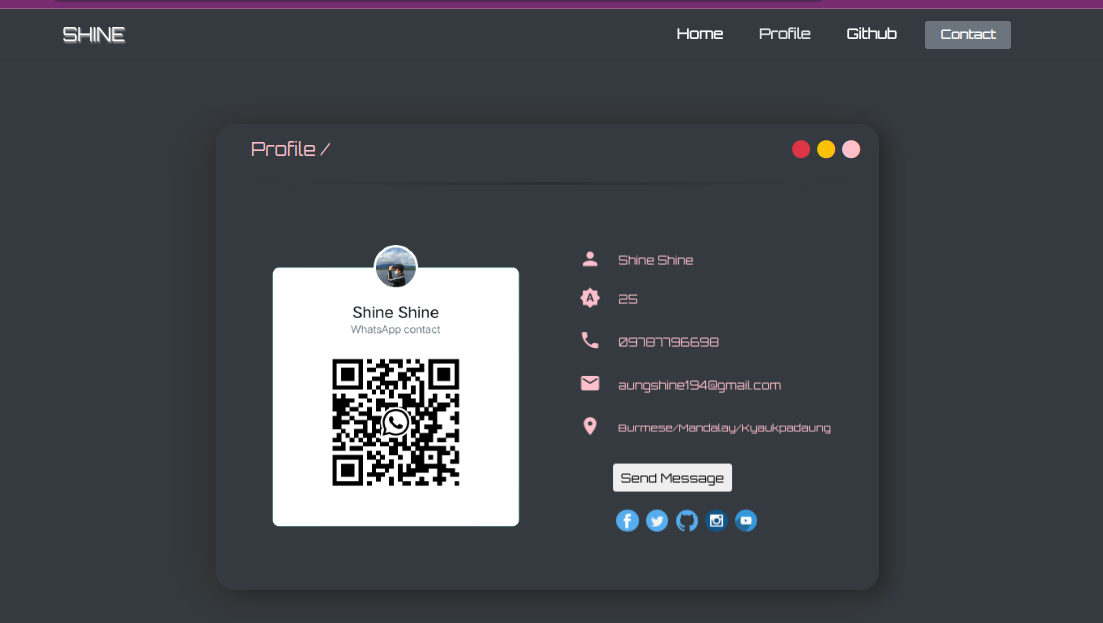 SHINE
Home Profile Github Contact
Profile /
Shine Shine
WhatsApp contact
Shine Shine
A 25
09787796698
aungshine194@gmail.com
Burmese/Mandalay/Kyaukpadaung
Send Message